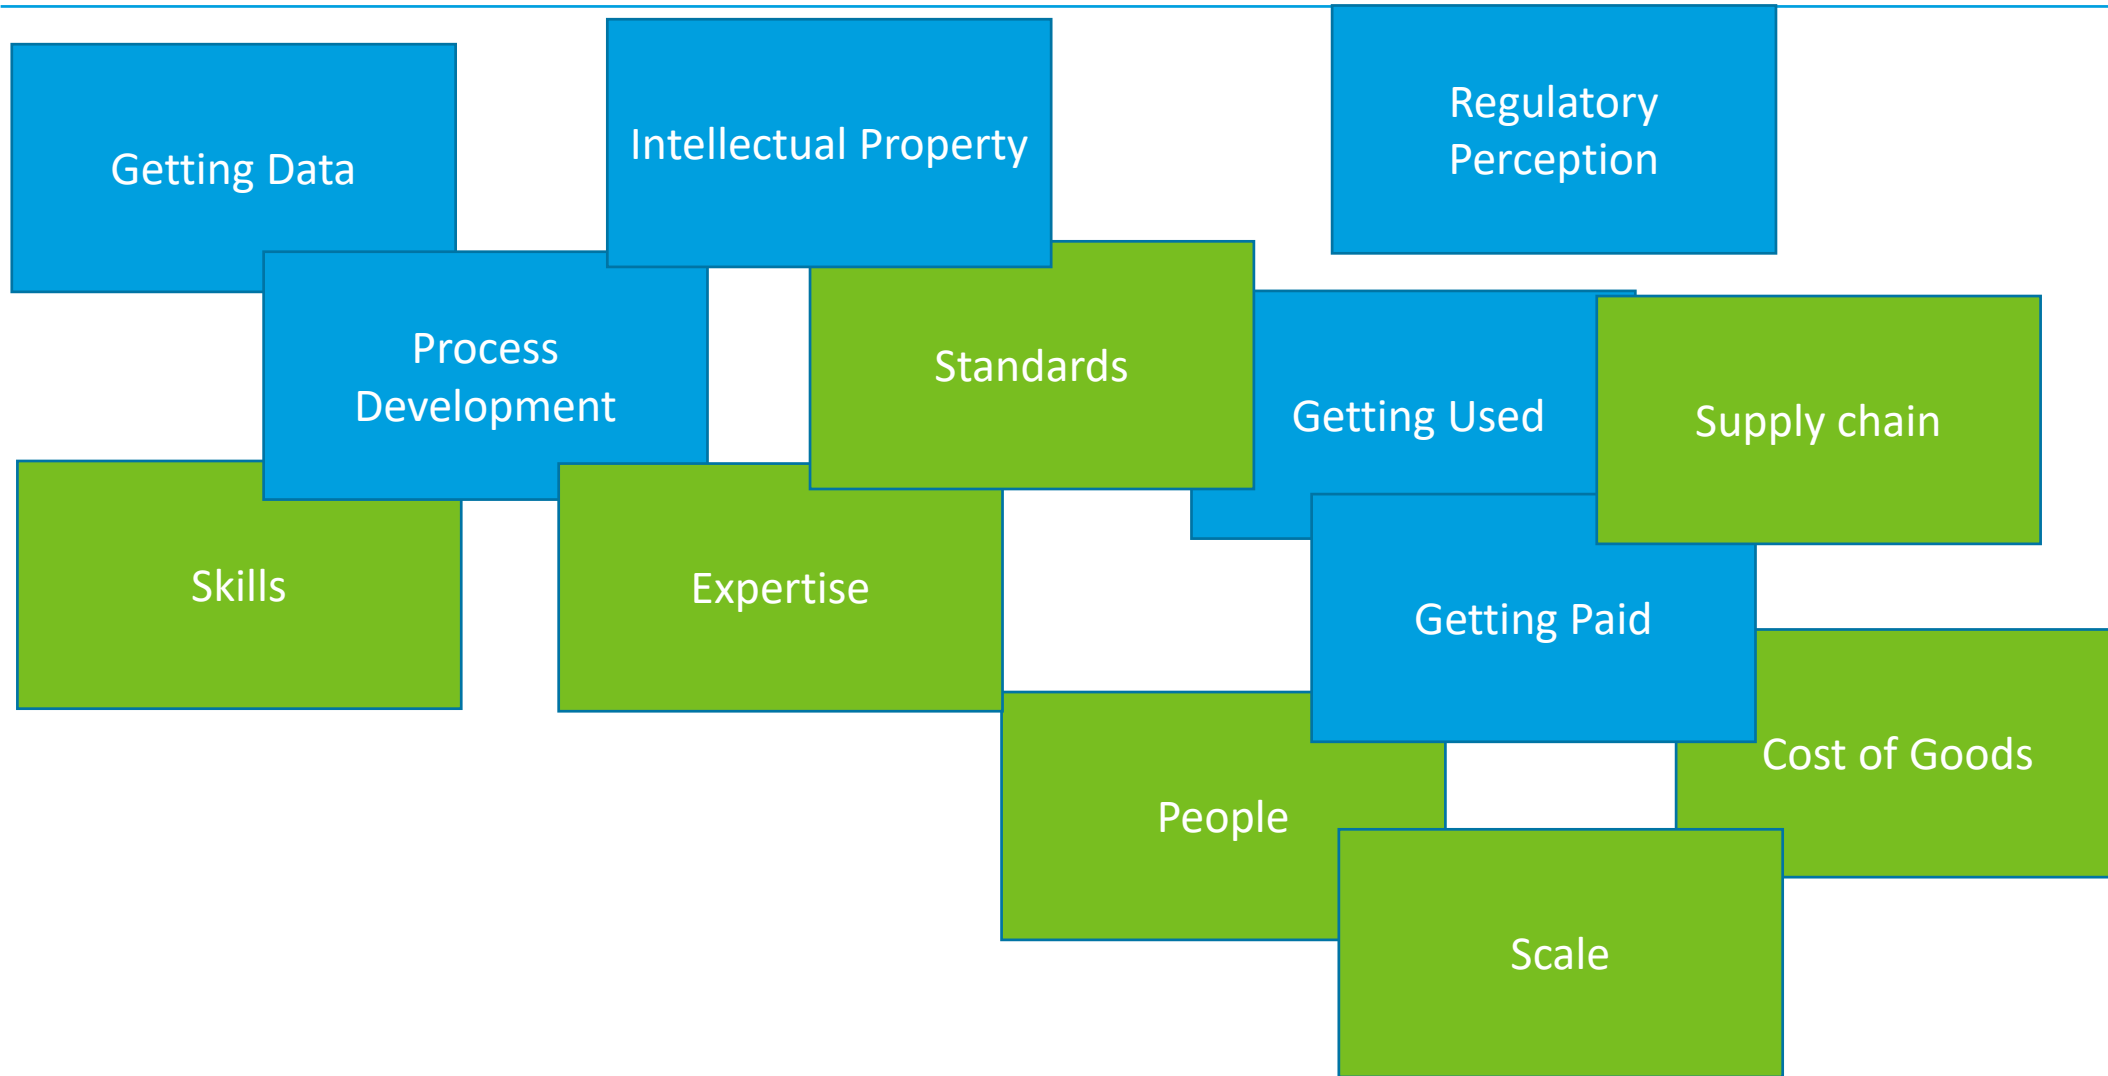 Getting Data
Intellectual Property
Regulatory
Perception
Process
Development
Standards
Getting Used
Supply chain
Skills
Expertise
Getting Paid
People
Cost of Goods
Scale